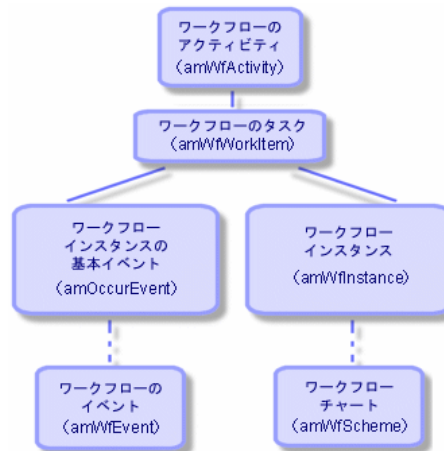 ワークフローの
アクティビティ
（amWfActivity）
ワークフローのタスク
（amWfWorkItem）
ワークフロー
インスタンスの
基本イベント
（amOccurEvent）
ワークフロー
インスタンス
（amWfInstance）
ワークフローの
イベント
（amWfEvent）
ワークフロー
チャート
（amWfScheme）